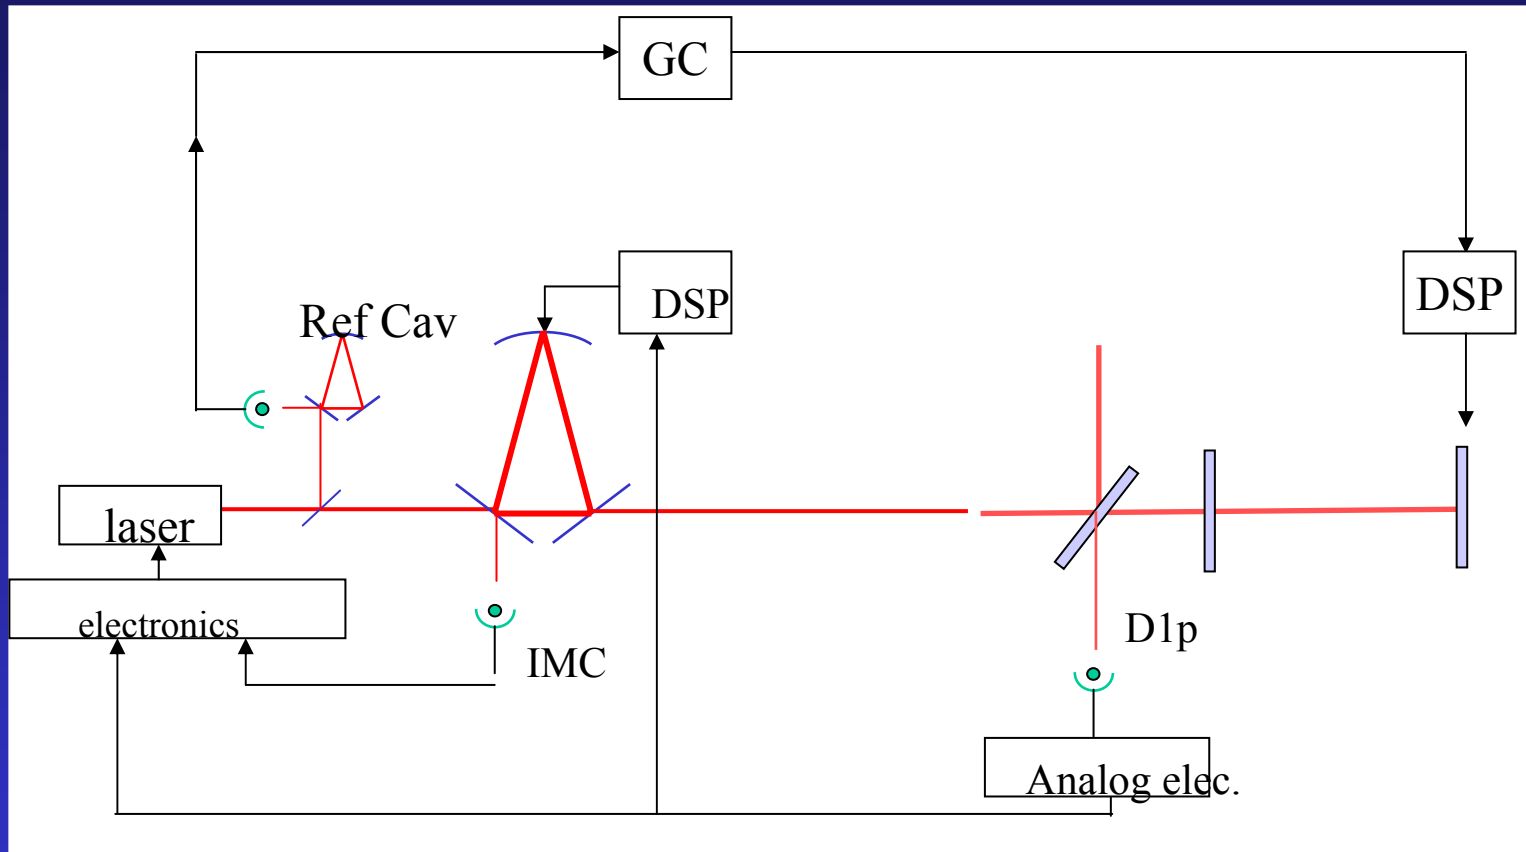 GC
DSP
DSP
Ref Cav
laser
electronics
IMC
D1p
Analog elec.